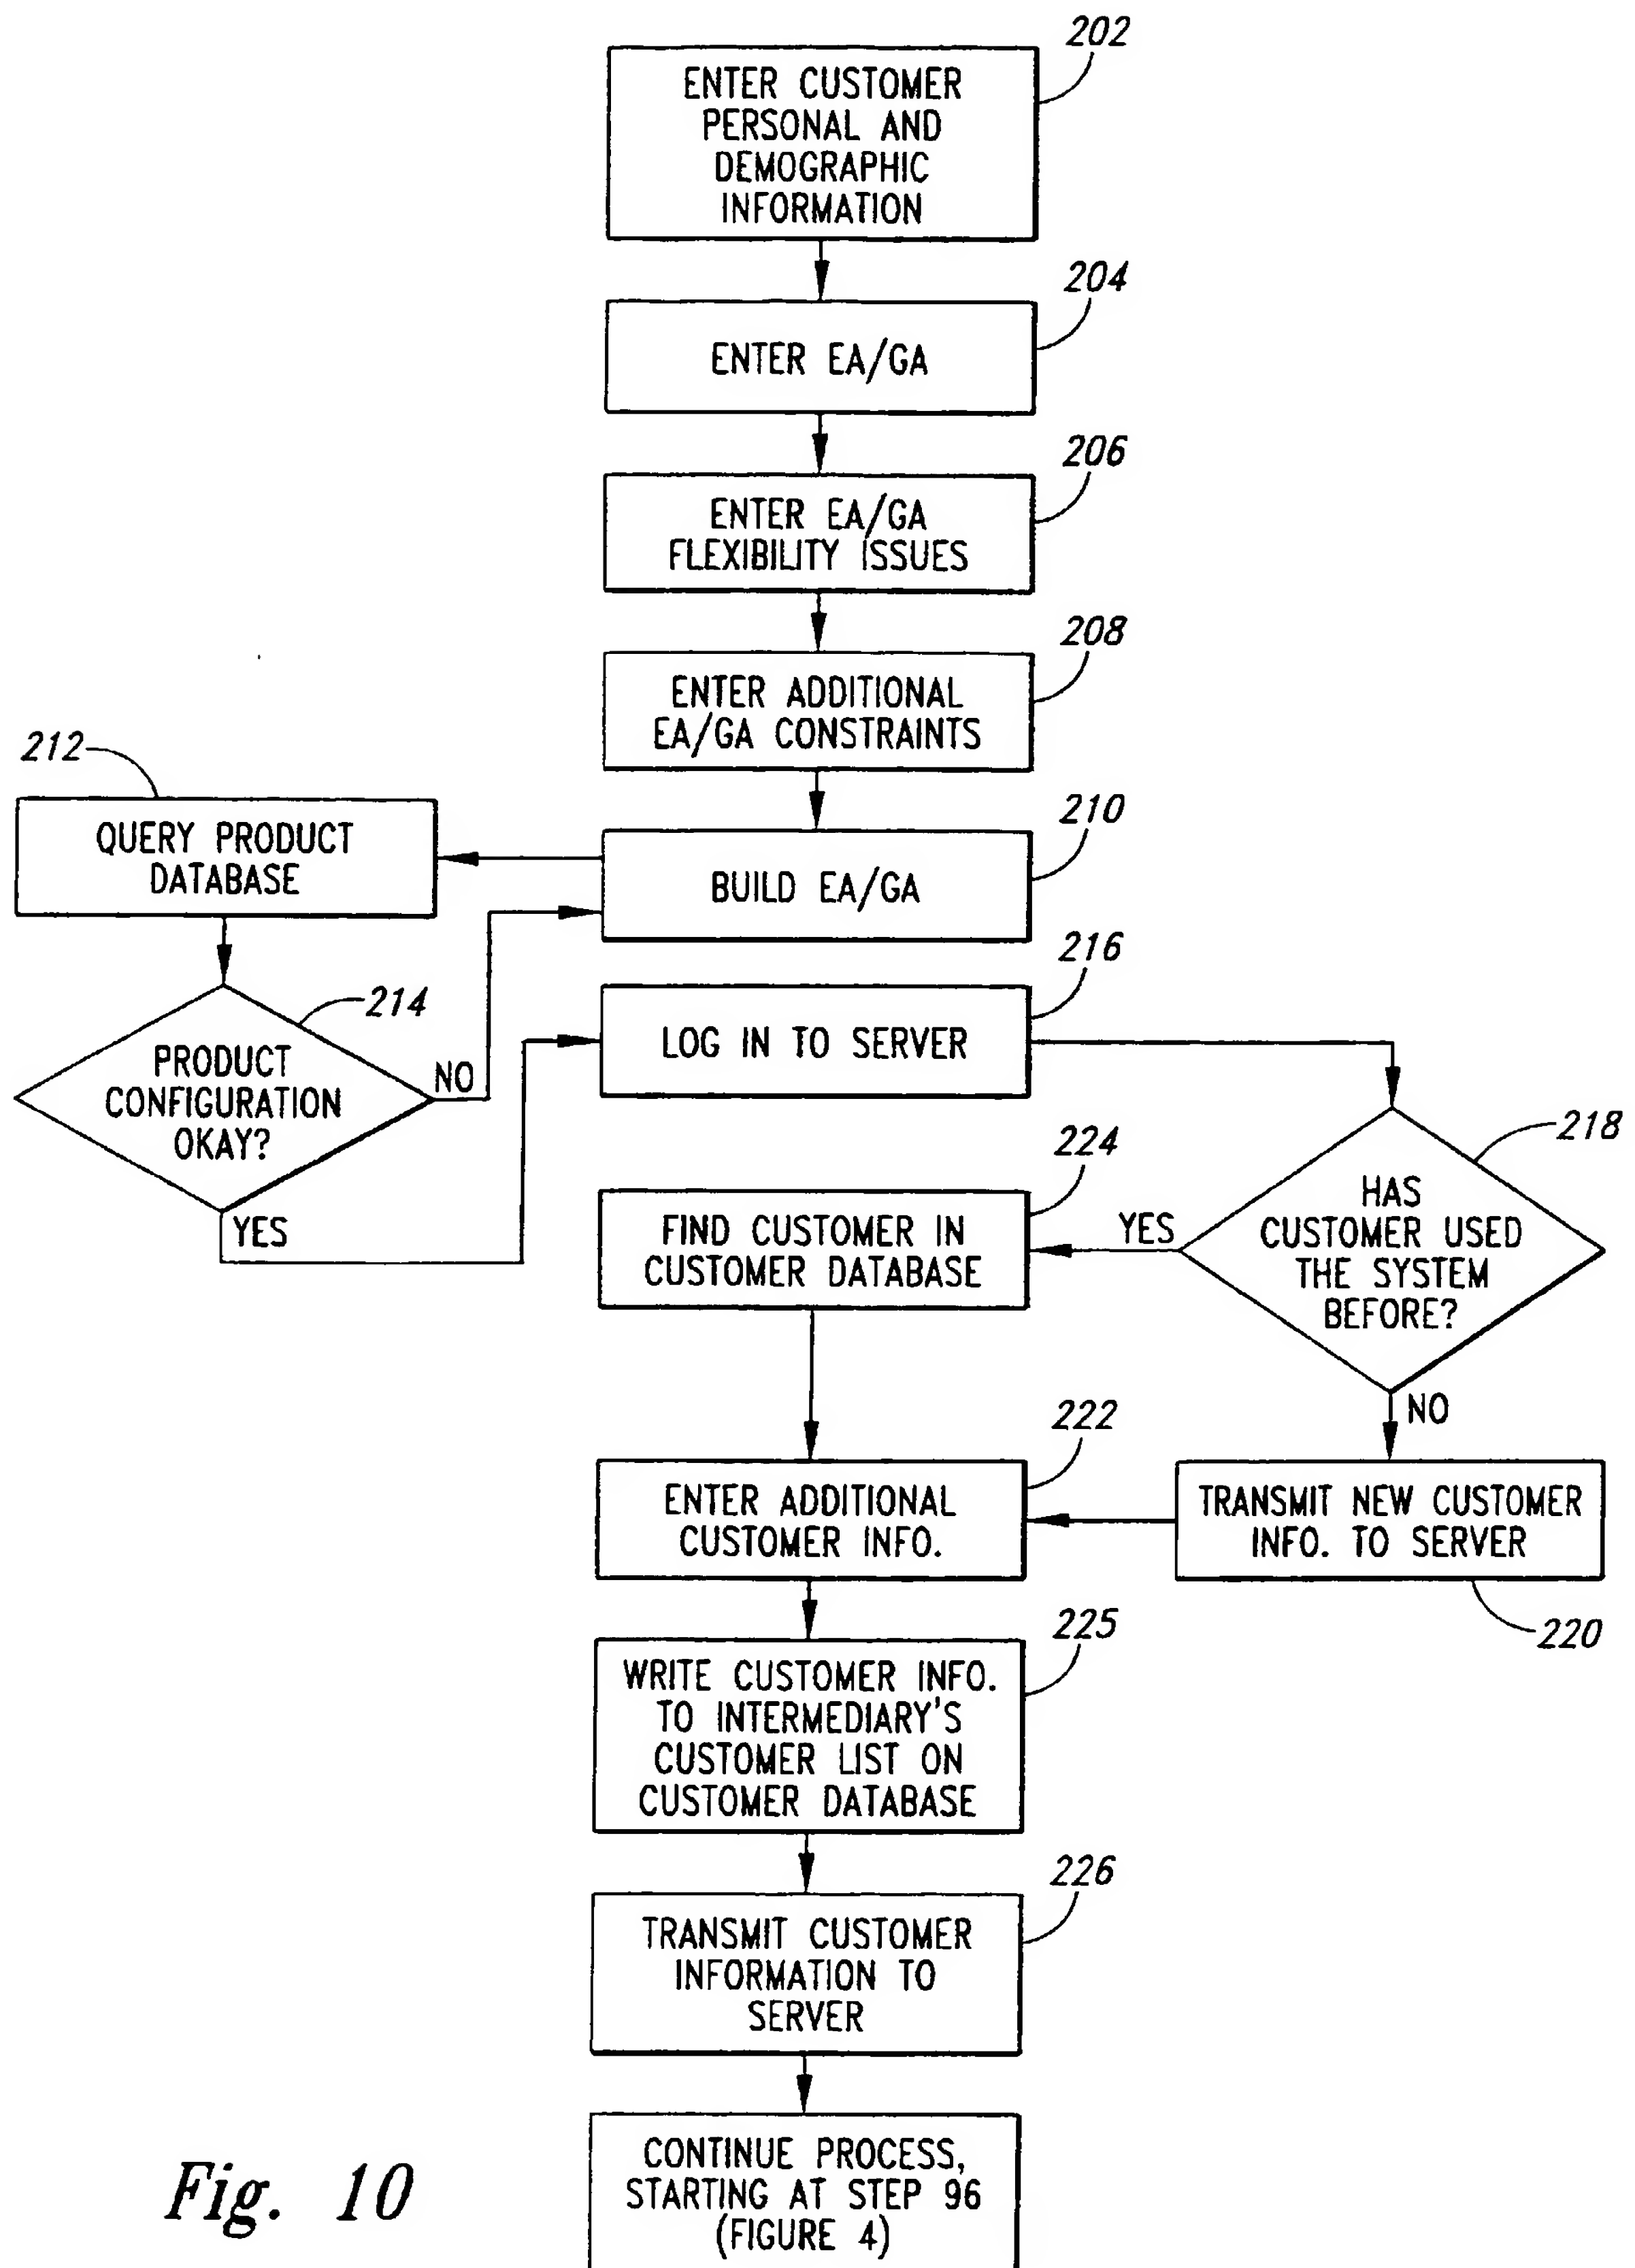 202
ENTER CUSTOMER
PERSONAL AND
DEMOGRAPHIC
INFORMATION
204
ENTER EA/GA
206
ENTER EA/GA
FLEXIBILITY ISSUES
208
ENTER ADDITIONAL
EA/GA CONSTRAINTS
212
QUERY PRODUCT
DATABASE
210
BUILD EA/GA
214
PRODUCT
CONFIGURATION
OKAY?
NO
YES
216
LOG IN TO SERVER
218
HAS
CUSTOMER USED
THE SYSTEM
BEFORE?
YES
NO
224
FIND CUSTOMER IN
CUSTOMER DATABASE
222
ENTER ADDITIONAL
CUSTOMER INFO.
TRANSMIT NEW CUSTOMER
INFO. TO SERVER
220
225
WRITE CUSTOMER INFO.
TO INTERMEDIARY'S
CUSTOMER LIST ON
CUSTOMER DATABASE
226
TRANSMIT CUSTOMER
INFORMATION TO
SERVER
CONTINUE PROCESS,
STARTING AT STEP 96
(FIGURE 4)
Fig. 10